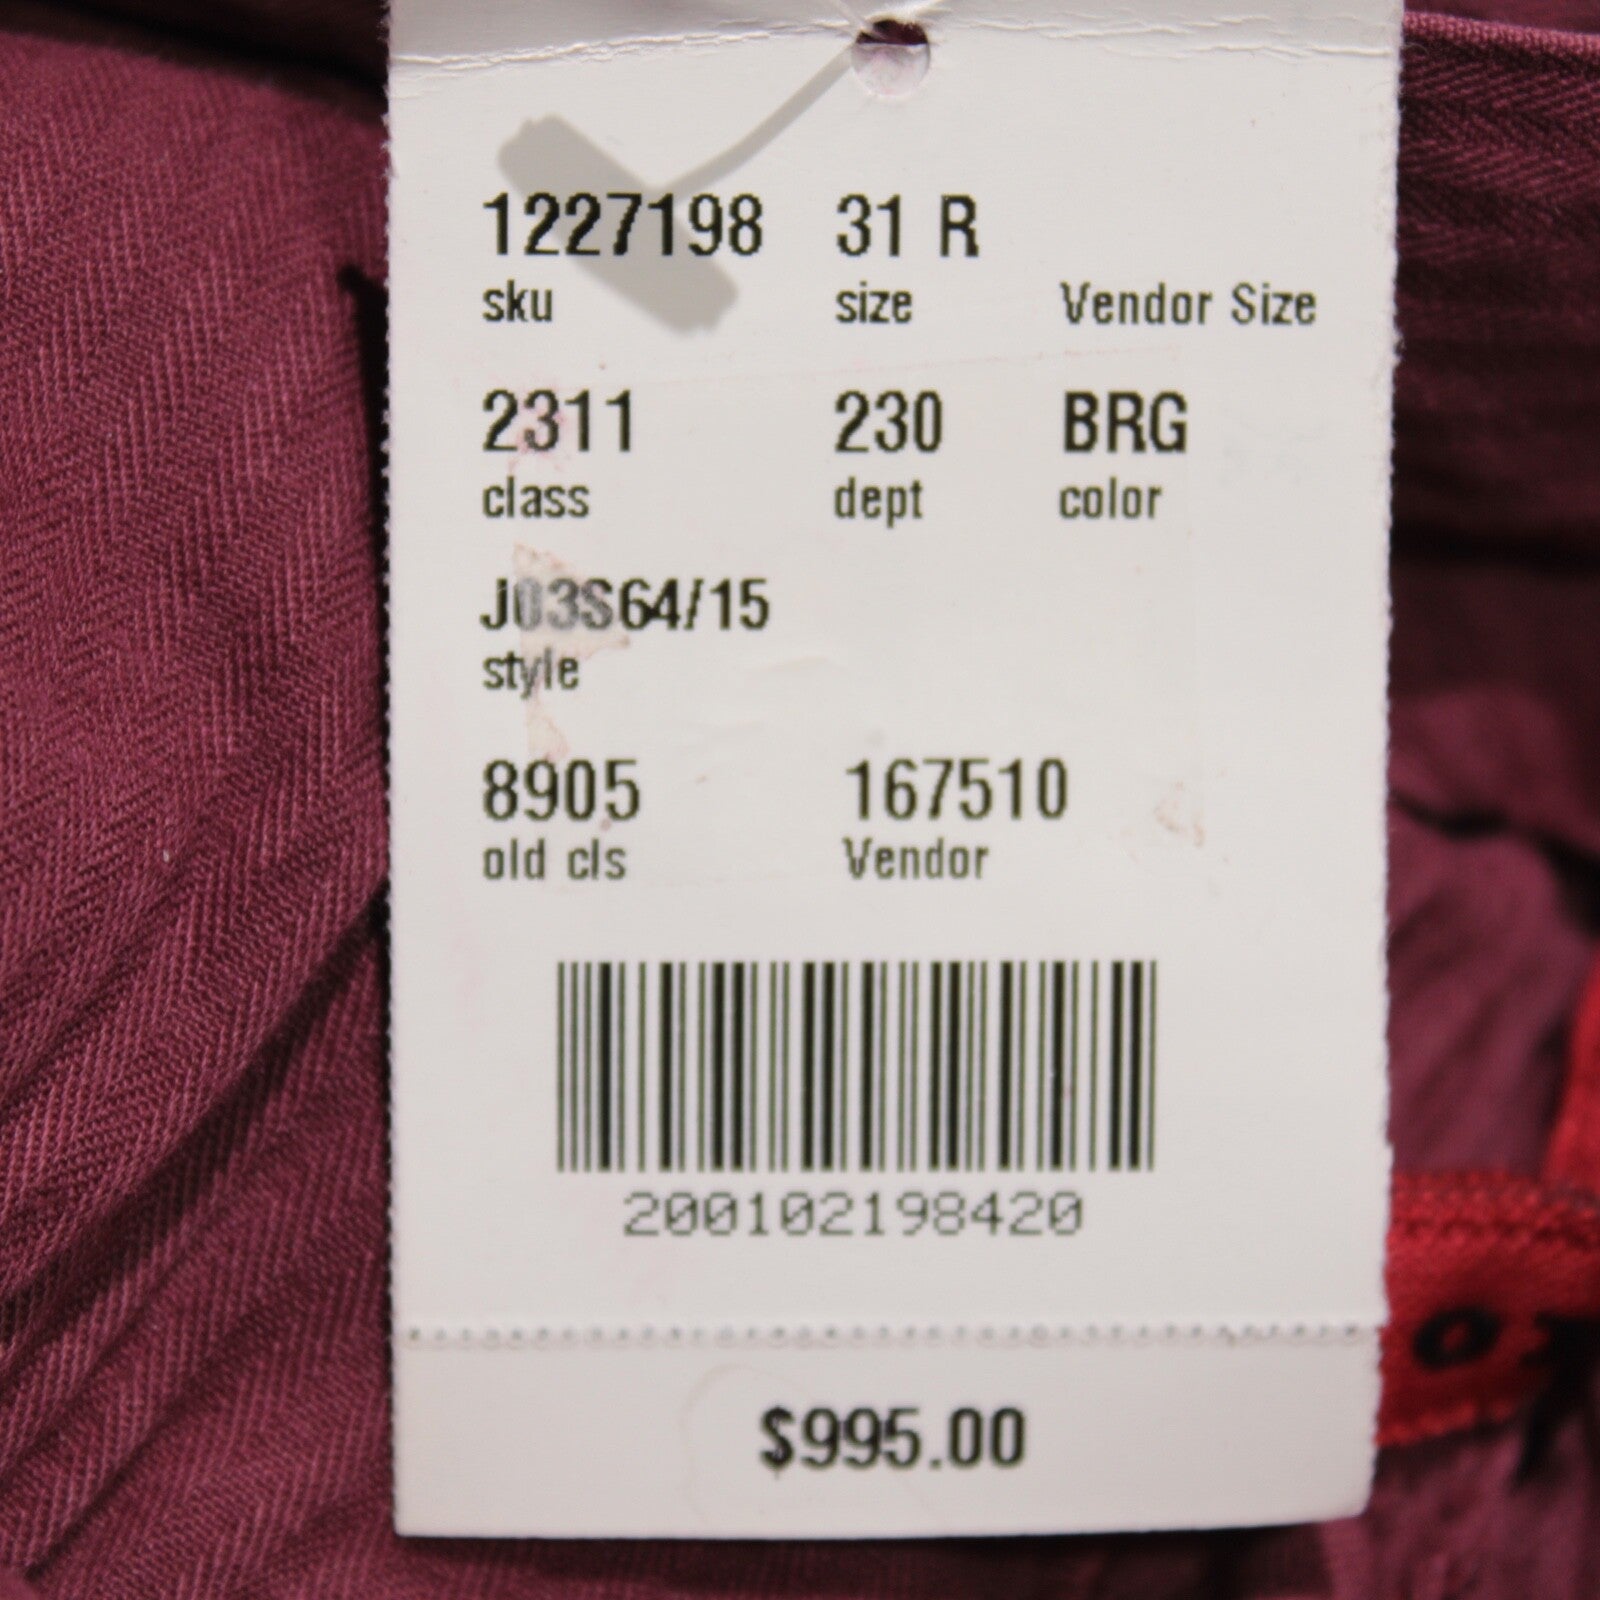 1227198 31 R
sku size Vendor Size
2311 230 BRG
class dept color
J03S64/15
style
8905 167510
old cls Vendor
200102198420
$995.00